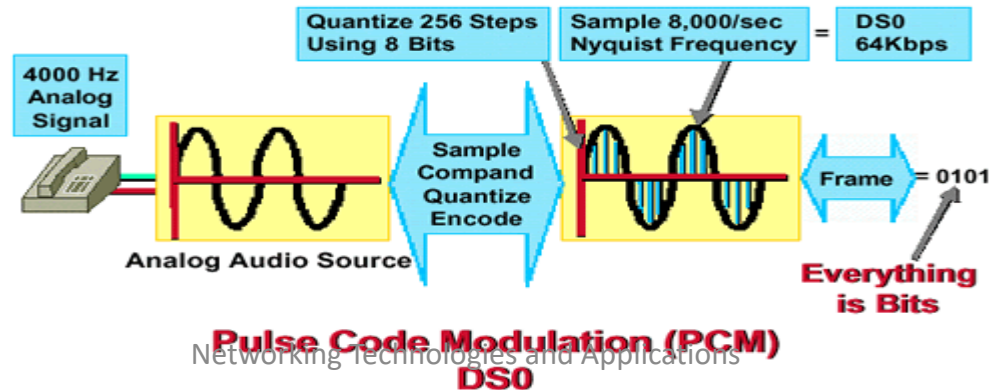 Quantize 256 Steps
Using 8 Bits
Sample 8,000/sec
Nyquist Frequency
=
DS0
64Kbps
4000 Hz
Analog
Signal
Sample
Compand
Quantize
Encode
Frame
= 0101
Analog Audio Source
Everything
is Bits
Pulse Code Modulation (PCM)
Networking Technologies and Applications
DS0